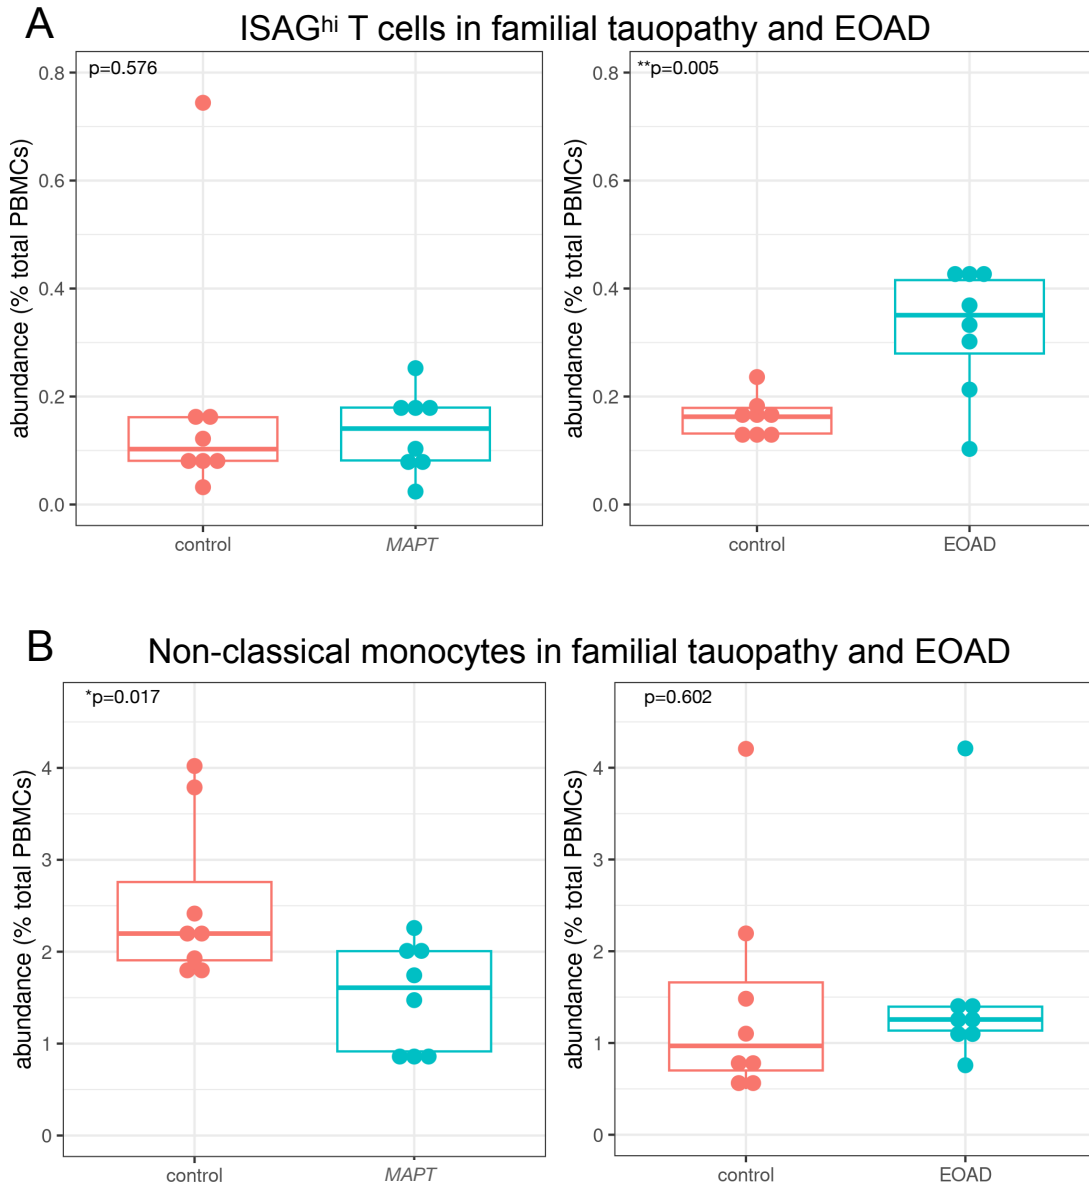 A
ISAGhi T cells in familial tauopathy and EOAD
p=0.576
abundance (% total PBMCs)
0.8
0.6
0.4
0.2
0.0
control
MAPT
**p=0.005
abundance (% total PBMCs)
0.8
0.6
0.4
0.2
0.0
control
EOAD
B
Non-classical monocytes in familial tauopathy and EOAD
*p=0.017
abundance (% total PBMCs)
4
3
2
1
0
control
MAPT
p=0.602
abundance (% total PBMCs)
4
3
2
1
0
control
EOAD